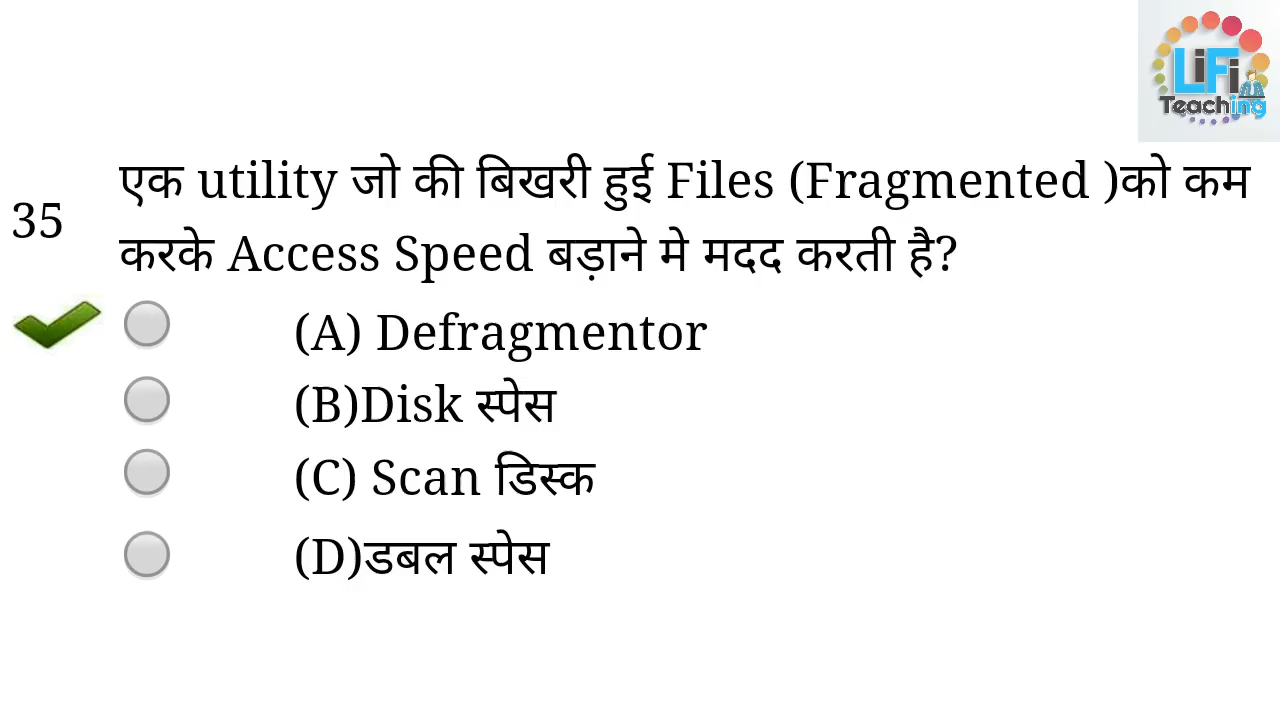 LiFi
Teaching
एक utility जो की बिखरी हुई Files (Fragmented )को कम
35
करके Access Speed बड़ाने मे मदद करती है?
(A) Defragmentor
(B)Disk स्पेस
(C) Scan डिस्क
(D)डबल स्पेस